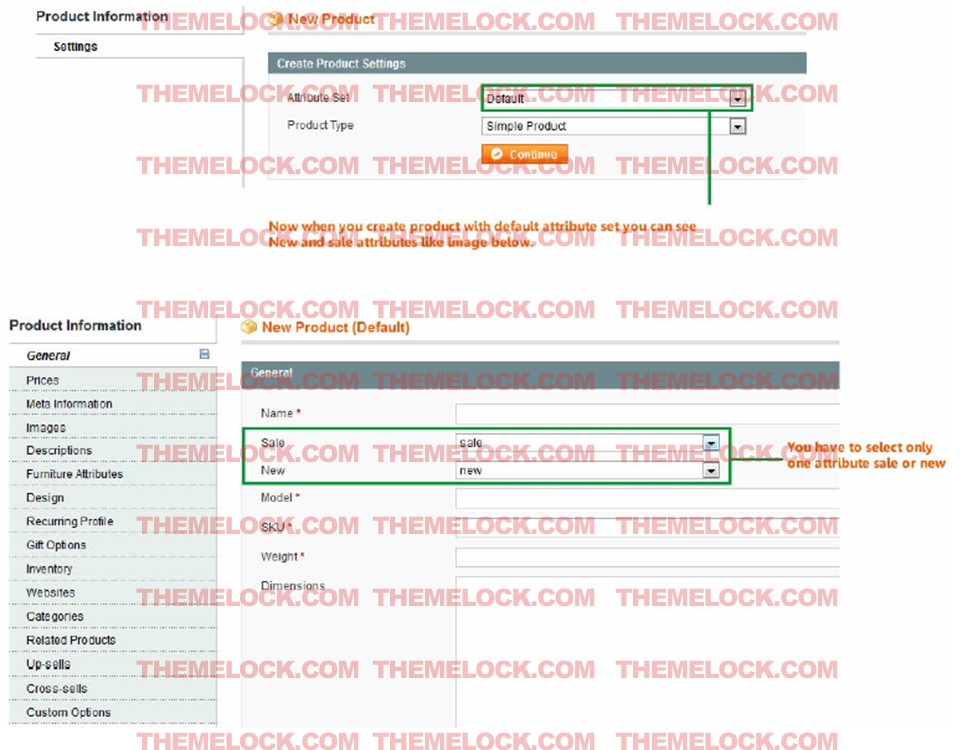 Product Information
Settings
New Product
Create Product Settings
Attribute Set
Default
Product Type
Simple Product
Continue
Now when you create product with default attribute set you can see
New and sale attributes like image below.
Product Information
General
Prices
Meta Information
Images
Descriptions
Furniture Attributes
Design
Recurring Profile
Gift Options
Inventory
Websites
Categories
Related Products
Up-sells
Cross-sells
Custom Options
New Product (Default)
General
Name *
Sale
sale
New
new
You have to select only
one attribute sale or new
Model *
SKU *
Weight *
Dimensions
THEMELOCK.COM THEMELOCK.COM THEMELOCK.COM
THEMELOCK.COM THEMELOCK.COM THEMELOCK.COM
THEMELOCK.COM THEMELOCK.COM THEMELOCK.COM
THEMELOCK.COM THEMELOCK.COM THEMELOCK.COM
THEMELOCK.COM THEMELOCK.COM THEMELOCK.COM
THEMELOCK.COM THEMELOCK.COM THEMELOCK.COM
THEMELOCK.COM THEMELOCK.COM THEMELOCK.COM
THEMELOCK.COM THEMELOCK.COM THEMELOCK.COM
THEMELOCK.COM THEMELOCK.COM THEMELOCK.COM
THEMELOCK.COM THEMELOCK.COM THEMELOCK.COM
THEMELOCK.COM THEMELOCK.COM THEMELOCK.COM